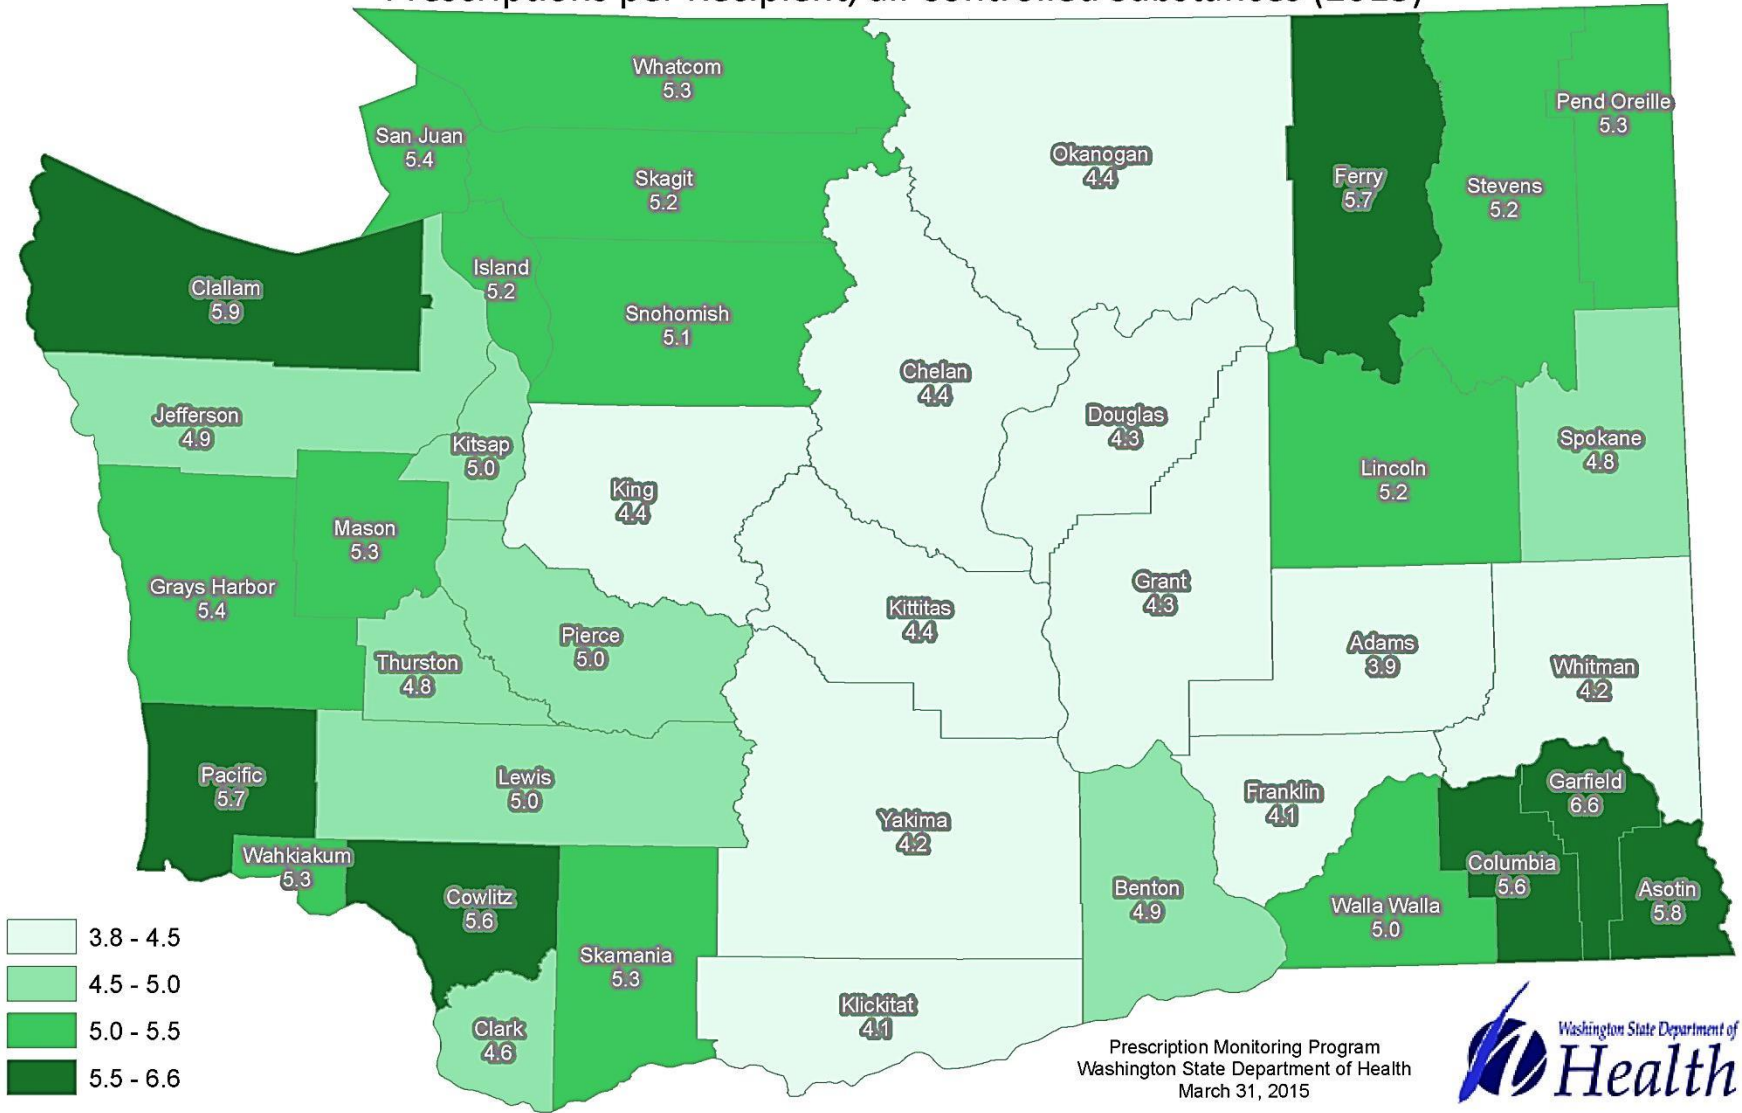 Prescriptions per Recipient, all Controlled Substances (2013)
Whatcom
5.3
San Juan
5.4
Skagit
5.2
Okanogan
4.4
Ferry
5.7
Stevens
5.2
Pend Oreille
5.3
Clallam
5.9
Island
5.2
Snohomish
5.1
Chelan
4.4
Douglas
4.3
Jefferson
4.9
Kitsap
5.0
King
4.4
Lincoln
5.2
Spokane
4.8
Mason
5.3
Grays Harbor
5.4
Thurston
4.8
Pierce
5.0
Kittitas
4.4
Grant
4.3
Adams
3.9
Whitman
4.2
Pacific
5.7
Lewis
5.0
Yakima
4.2
Franklin
4.1
Garfield
6.6
Wahkiakum
5.3
Cowlitz
5.6
Skamania
5.3
Benton
4.9
Walla Walla
5.0
Columbia
5.6
Asotin
5.8
Clark
4.6
Klickitat
4.1
3.8 - 4.5
4.5 - 5.0
5.0 - 5.5
5.5 - 6.6
Prescription Monitoring Program
Washington State Department of Health
March 31, 2015
Washington State Department of
Health